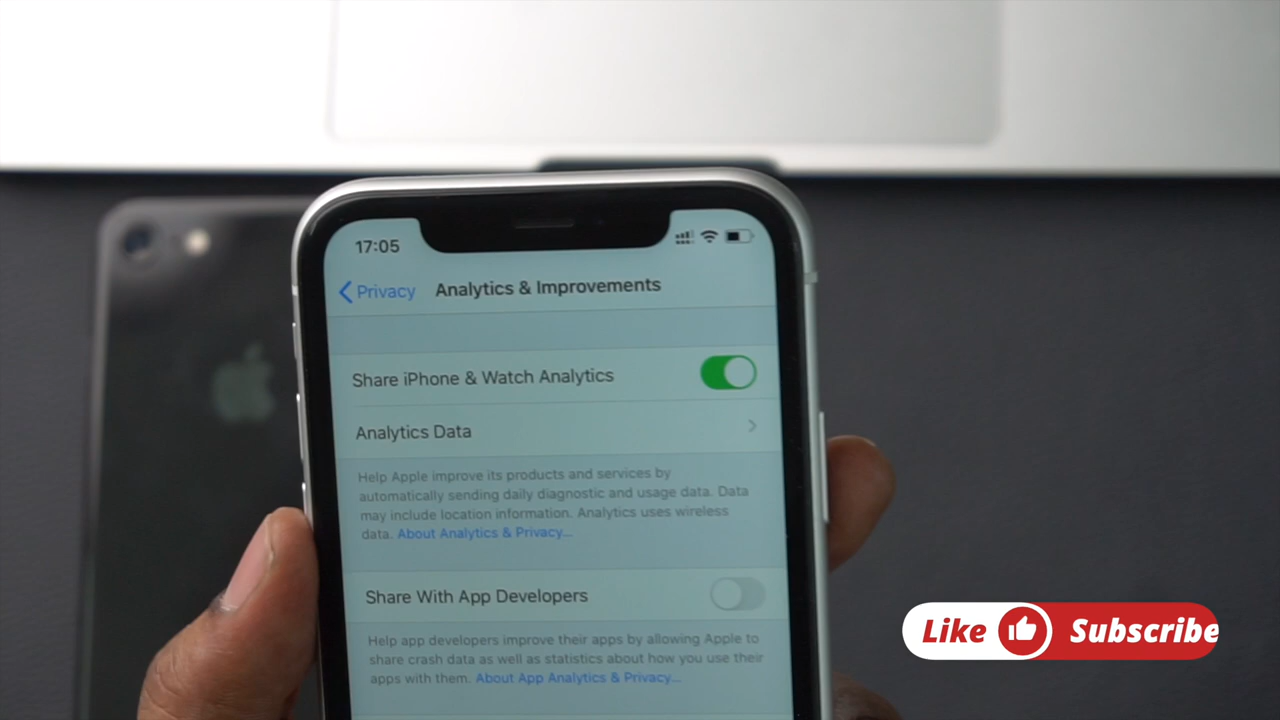 17:05
Privacy
Analytics & Improvements
Share iPhone & Watch Analytics
Analytics Data
Help Apple improve its products and services by
automatically sending daily diagnostic and usage data. Data
may include location information. Analytics uses wireless
data. About Analytics & Privacy...
Share With App Developers
Help app developers improve their apps by allowing Apple to
share crash data as well as statistics about how you use their
apps with them. About App Analytics & Privacy...
Like Subscribe